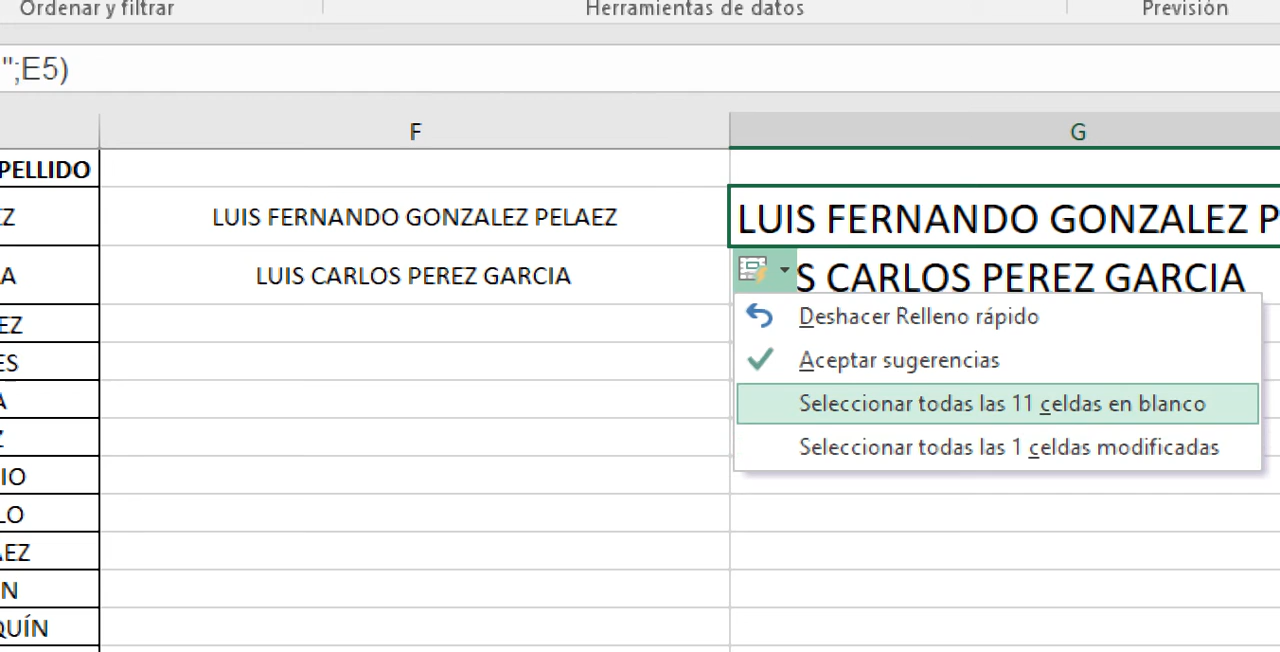 Ordenar y filtrar Herramientas de datos Previsión
";E5)
F G
PELLIDO
EZ LUIS FERNANDO GONZALEZ PELAEZ LUIS FERNANDO GONZALEZ P
A LUIS CARLOS PEREZ GARCIA S CARLOS PEREZ GARCIA
Deshacer Relleno rápido
EZ
Aceptar sugerencias
ES
Seleccionar todas las 11 celdas en blanco
A
Z
Seleccionar todas las 1 celdas modificadas
IO
LO
AEZ
N
QUÍN